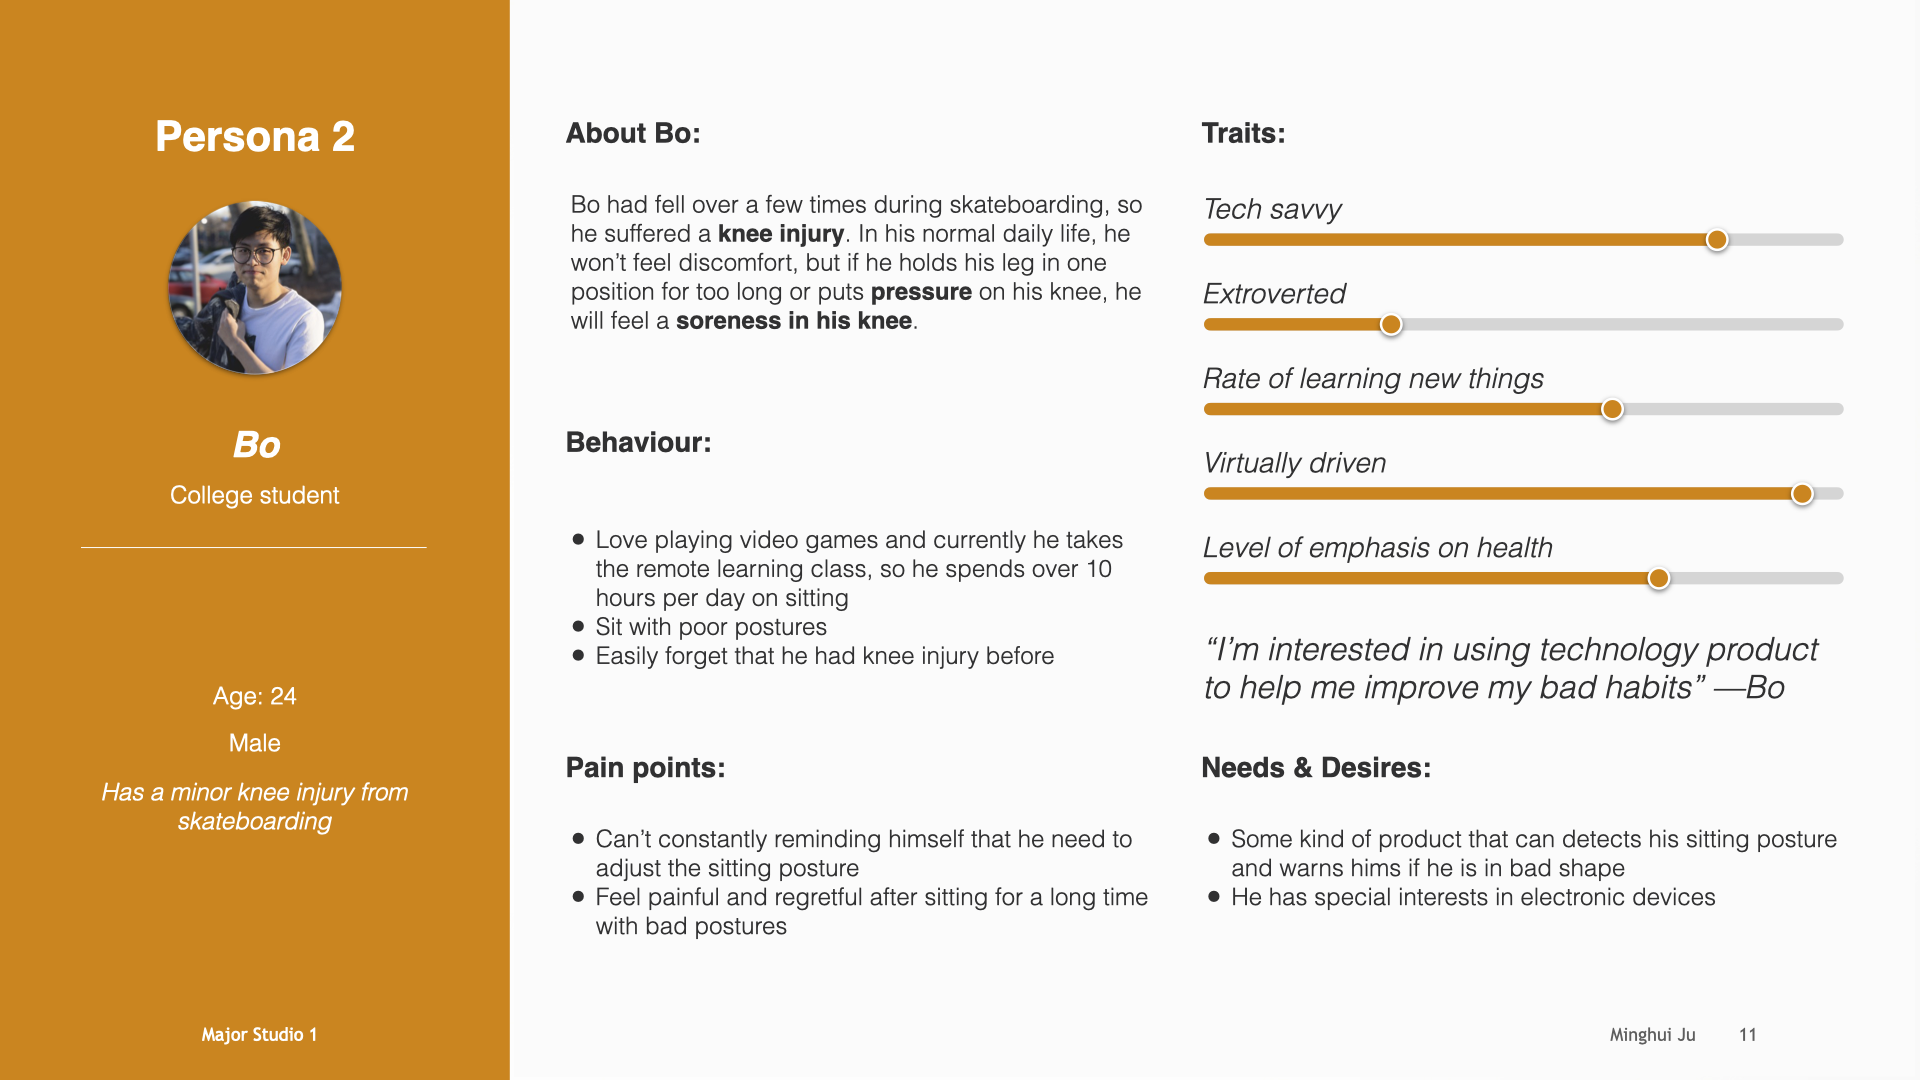 Persona 2
Bo
College student
Age: 24
Male
Has a minor knee injury from
skateboarding
Major Studio 1
About Bo:
Bo had fell over a few times during skateboarding, so
he suffered a knee injury. In his normal daily life, he
won’t feel discomfort, but if he holds his leg in one
position for too long or puts pressure on his knee, he
will feel a soreness in his knee.
Behaviour:
● Love playing video games and currently he takes
the remote learning class, so he spends over 10
hours per day on sitting
● Sit with poor postures
● Easily forget that he had knee injury before
Pain points:
● Can’t constantly reminding himself that he need to
adjust the sitting posture
● Feel painful and regretful after sitting for a long time
with bad postures
Traits:
Tech savvy
Extroverted
Rate of learning new things
Virtually driven
Level of emphasis on health
“I’m interested in using technology product
to help me improve my bad habits” —Bo
Needs & Desires:
● Some kind of product that can detects his sitting posture
and warns hims if he is in bad shape
● He has special interests in electronic devices
Minghui Ju 11